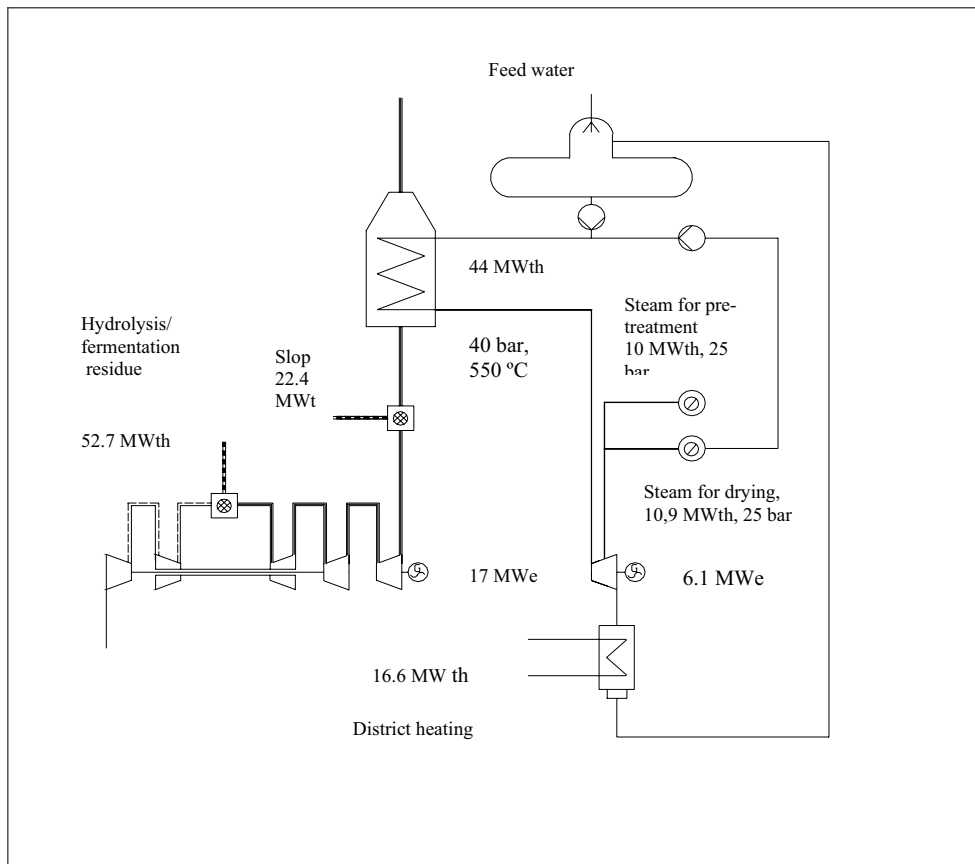 Feed water
44 MWth
Steam for pre-
treatment
10 MWth, 25
bar
Hydrolysis/
fermentation
residue
40 bar,
550 ºC
Slop
22.4
MWt
52.7 MWth
Steam for drying,
10,9 MWth, 25 bar
17 MWe
6.1 MWe
16.6 MW th
District heating